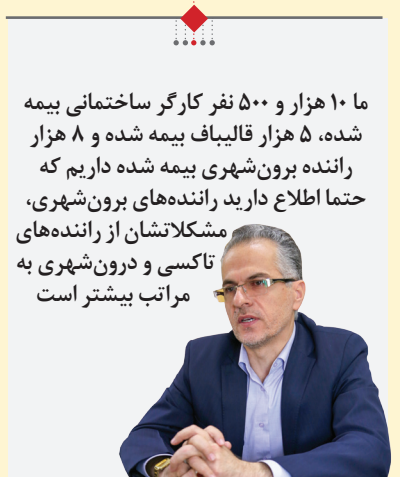 ما ۱۰ هزار و ۵۰۰ نفر کارگر ساختمانی بیمه
شده، ۵ هزار قالیباف بیمه شده و ۸ هزار
راننده برون‌شهری بیمه شده داریم که
حتما اطلاع دارید راننده‌های برون‌شهری،
مشکلاتشان از راننده‌های
تاکسی و درون‌شهری به
مراتب بیشتر است